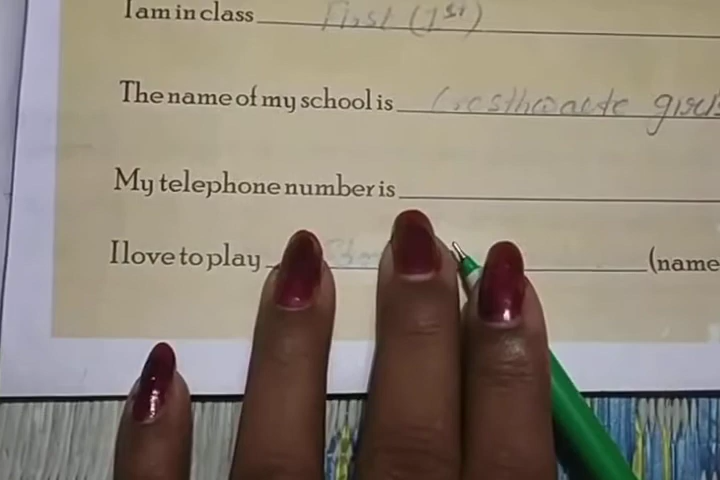 I am in class First (1st)
The name of my school is girls
My telephone number is
I love to play (name